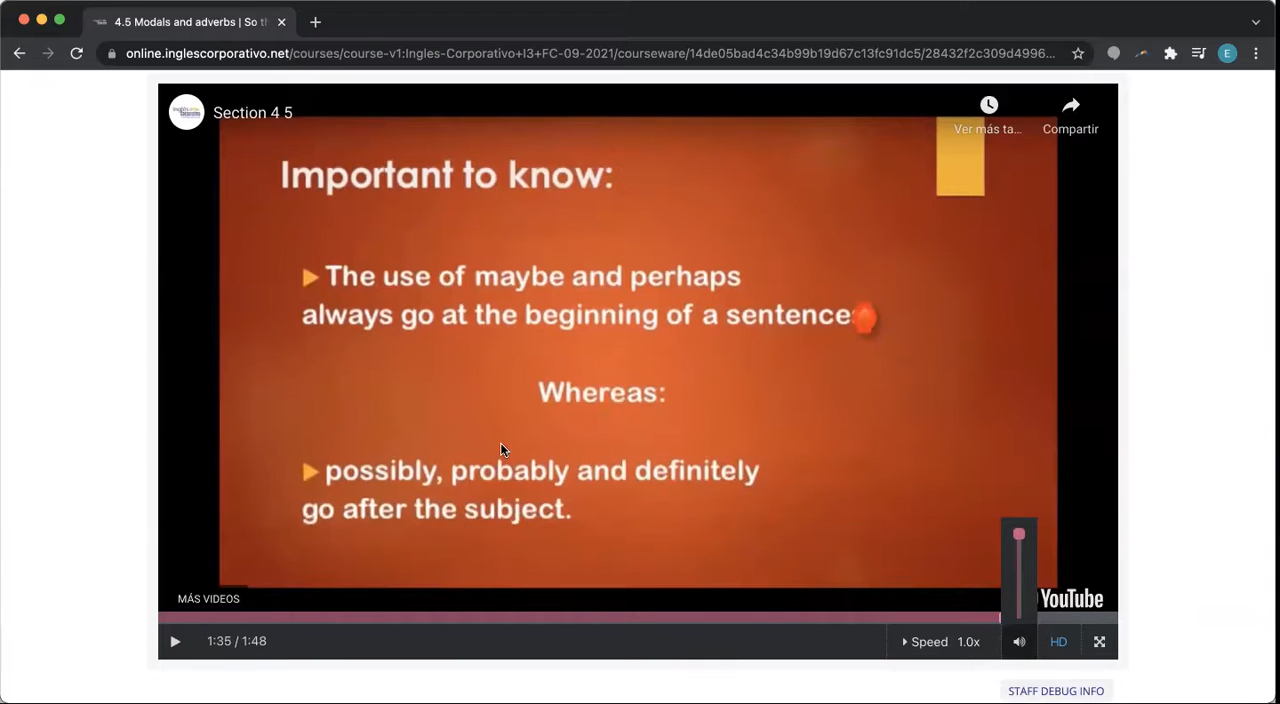 4.5 Modals and adverbs | So th
online.inglescorporativo.net/courses/course-v1:Ingles-Corporativo+I3+FC-09-2021/courseware/14de05bad4c34b99b19d67c13fc91dc5/28432f2c309d4996...
E
Section 4 5
Ver más ta...
Compartir
Important to know:
The use of maybe and perhaps
always go at the beginning of a sentence
Whereas:
possibly, probably and definitely
go after the subject.
MÁS VIDEOS
YouTube
1:35 / 1:48
Speed 1.0x
HD
STAFF DEBUG INFO